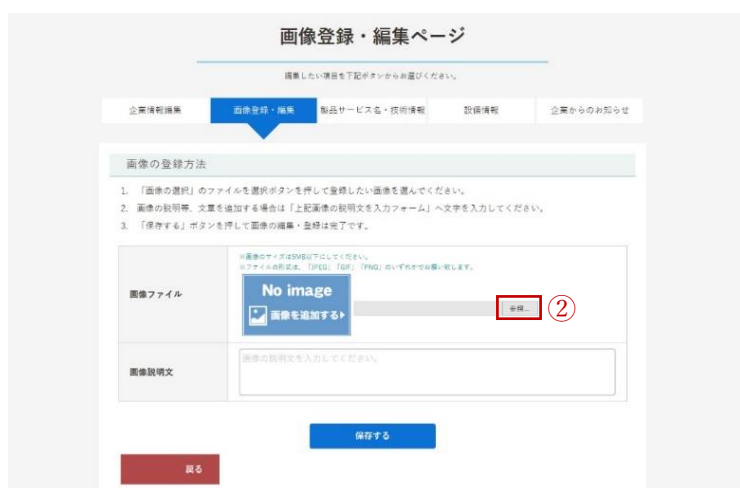 画像登録・編集ページ
編集したい項目を下記ボタンからお選びください。
企業情報編集
画像登録・編集
製品サービス名・技術情報
設備情報
企業からのお知らせ
画像の登録方法
1. 「画像の選択」のファイルを選択ボタンを押して登録したい画像を選んでください。
2. 画像の説明等、文章を追加する場合は「上記画像の説明文を入力フォーム」へ文字を入力してください。
3. 「保存する」ボタンを押して画像の編集・登録は完了です。
※画像のサイズは5MB以下にしてください。
※ファイルの形式は、「JPEG」「GIF」「PNG」のいずれかでお願い致します。
画像ファイル
No image
画像を追加する
参照...
②
画像説明文
画像の説明文を入力してください。
保存する
戻る